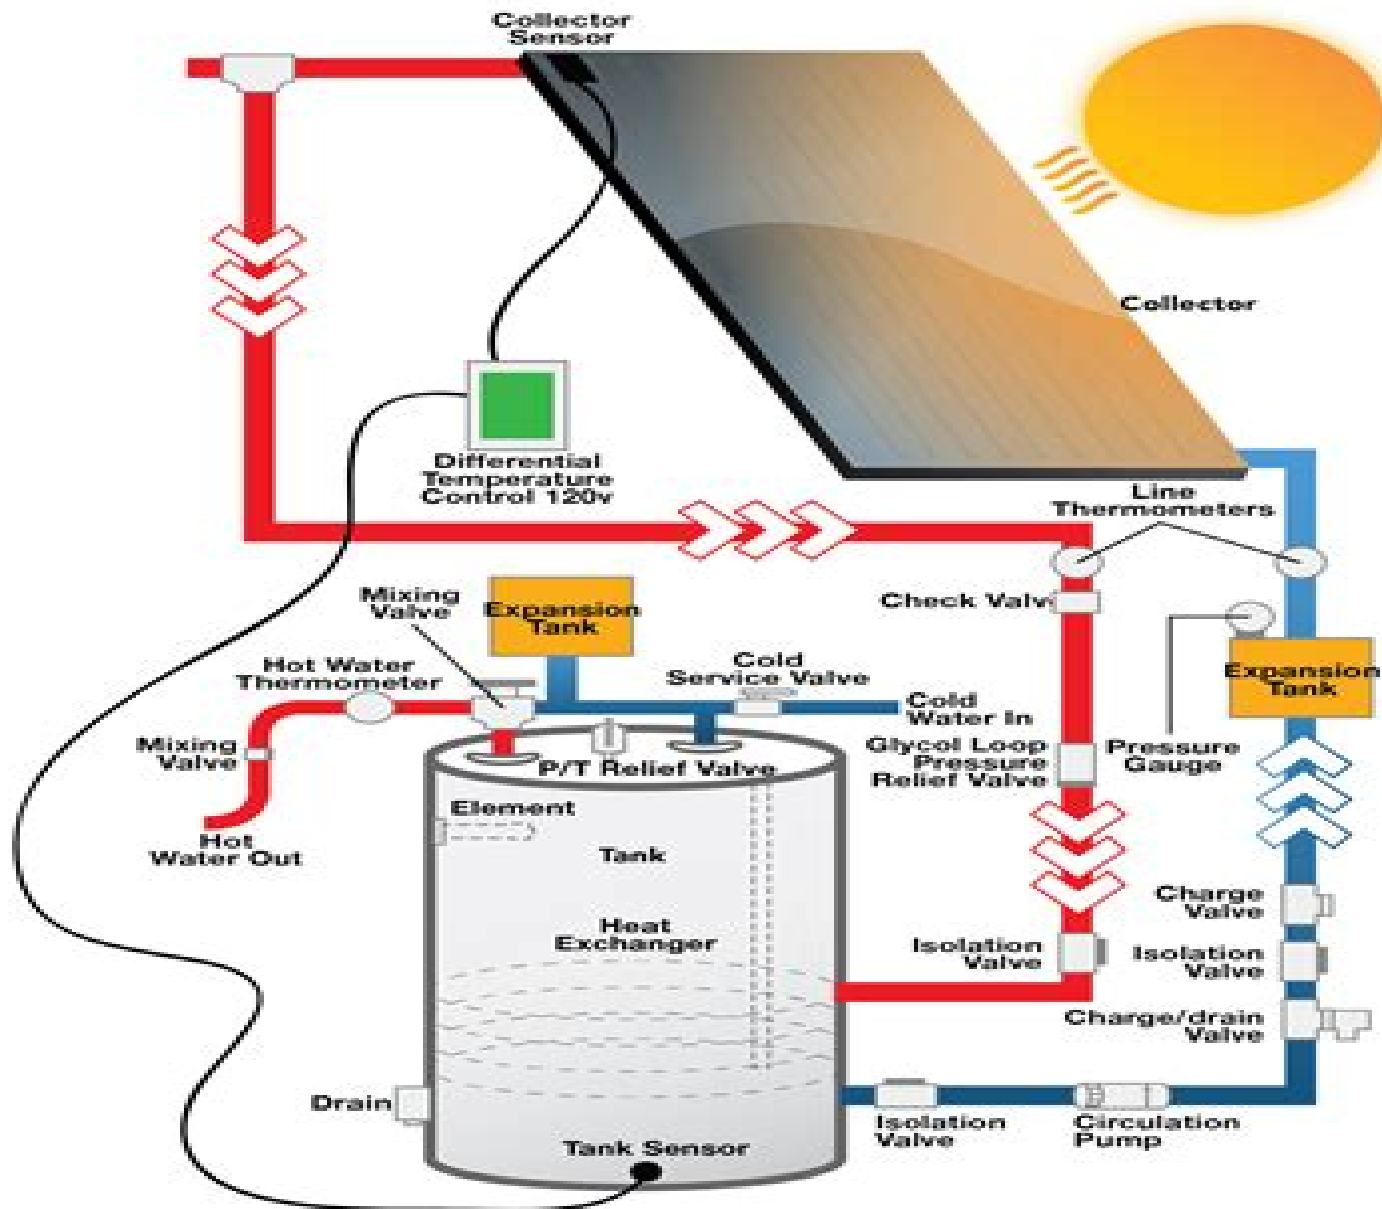 Collector
Sensor
Collector
Differential
Temperature
Control 120v
Line
Thermometers
Mixing
Valve
Expansion
Tank
Check Valv
Hot Water
Thermometer
Cold
Service Valve
Cold
Water In
Expansion
Tank
Mixing
Valve
P/T Relief Valve
Glycol Loop
Pressure
Relief Valve
Pressure
Gauge
Element
Hot
Water Out
Tank
Heat
Exchanger
Charge
Valve
Isolation
Valve
Isolation
Valve
Charge/drain
Valve
Drain
Isolation
Valve
Circulation
Pump
Tank Sensor